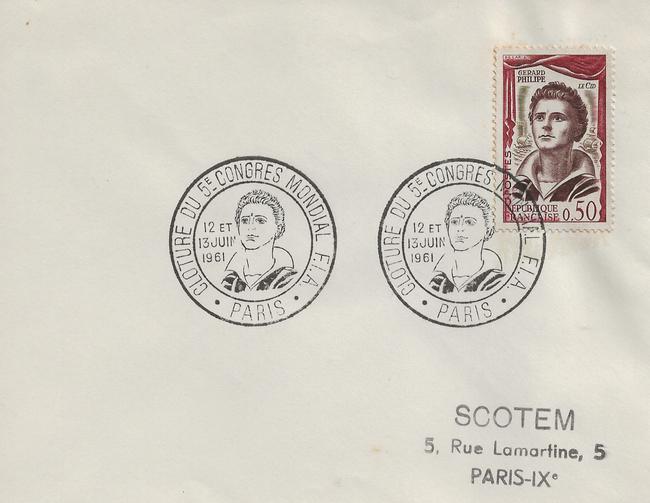 GERARD
PHILIPE
LE CID
POSTES
REPUBLIQUE
FRANÇAISE 0,50
CLOTURE DU 5E CONGRES MONDIAL F.I.A.
12 ET
13 JUIN
1961
• PARIS •
CLOTURE DU 5E CONGRES MONDIAL F.I.A.
12 ET
13 JUIN
1961
• PARIS •
SCOTEM
5, Rue Lamartine, 5
PARIS-IXe